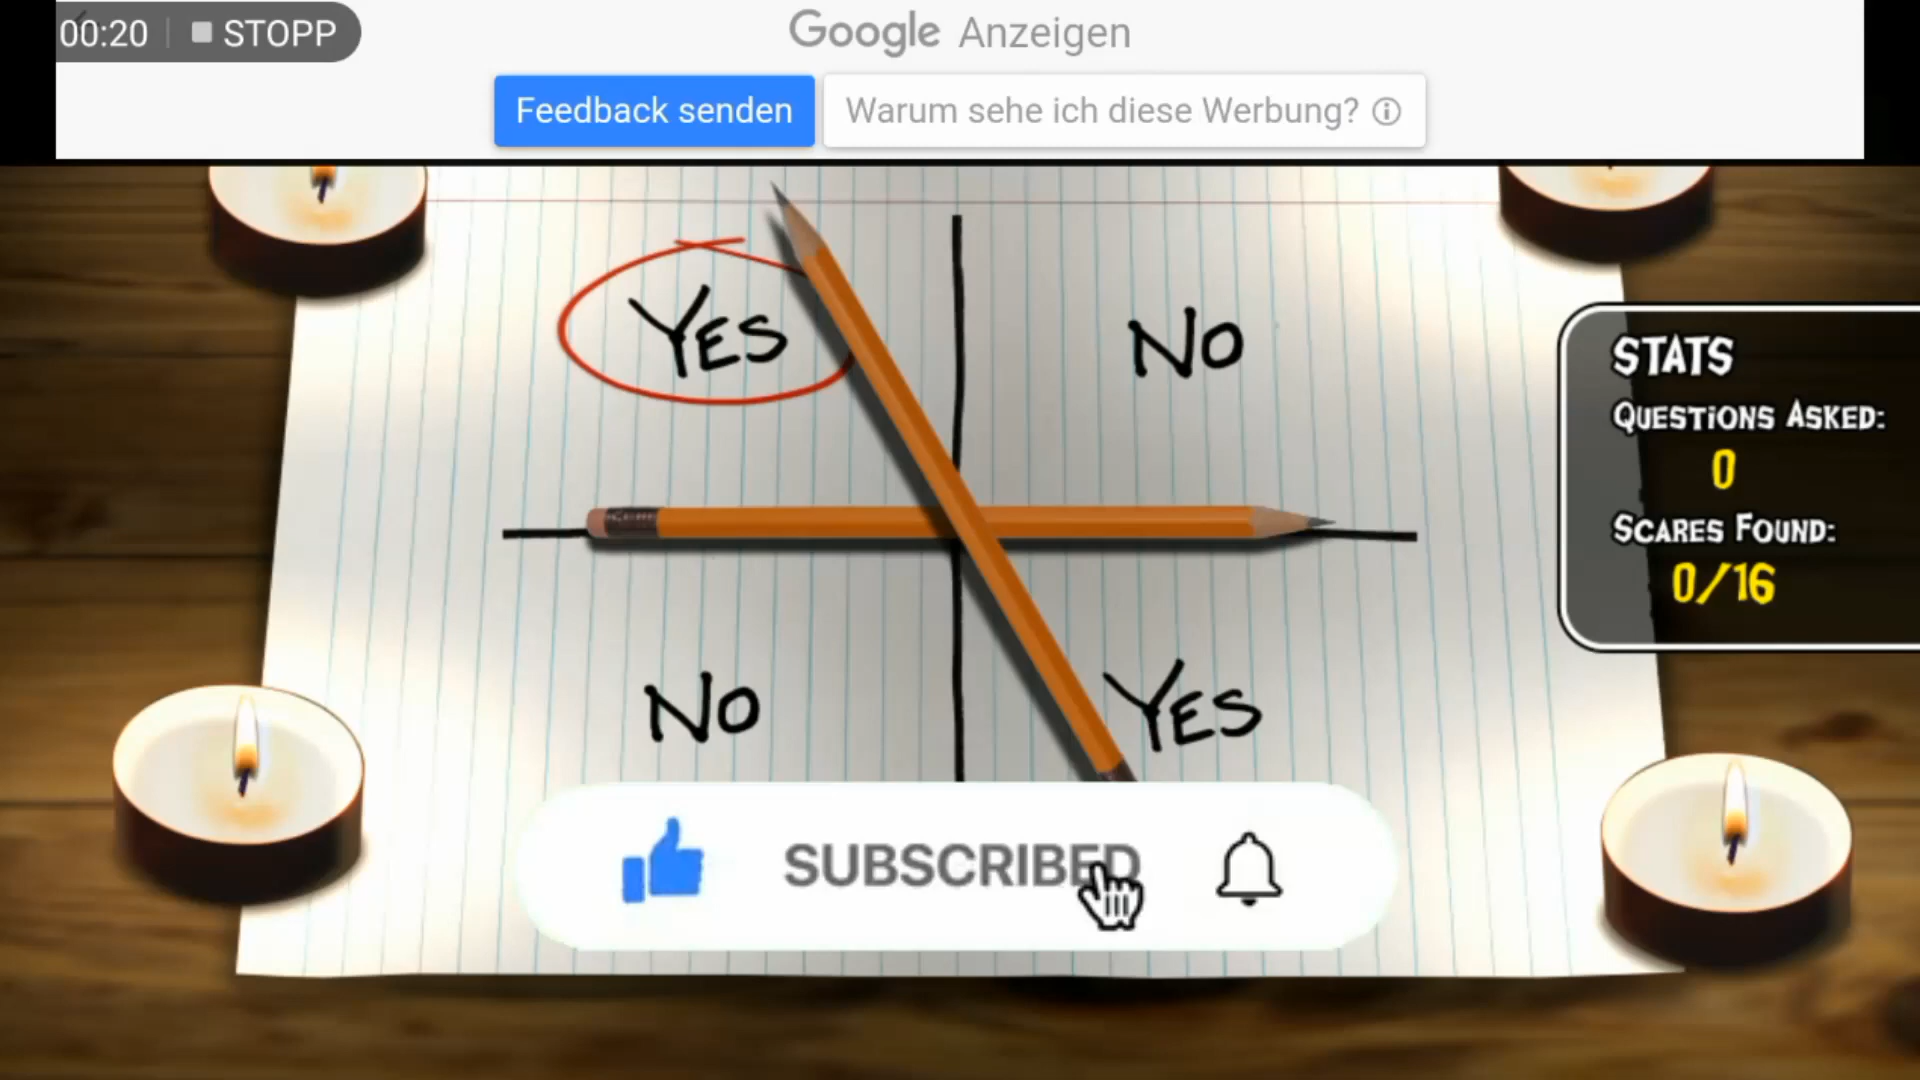 00:20 STOPP
Google Anzeigen
Feedback senden
Warum sehe ich diese Werbung?
YES
NO
STATS
QUESTIONS ASKED:
0
SCARES FOUND:
0/16
NO
YES
SUBSCRIBED